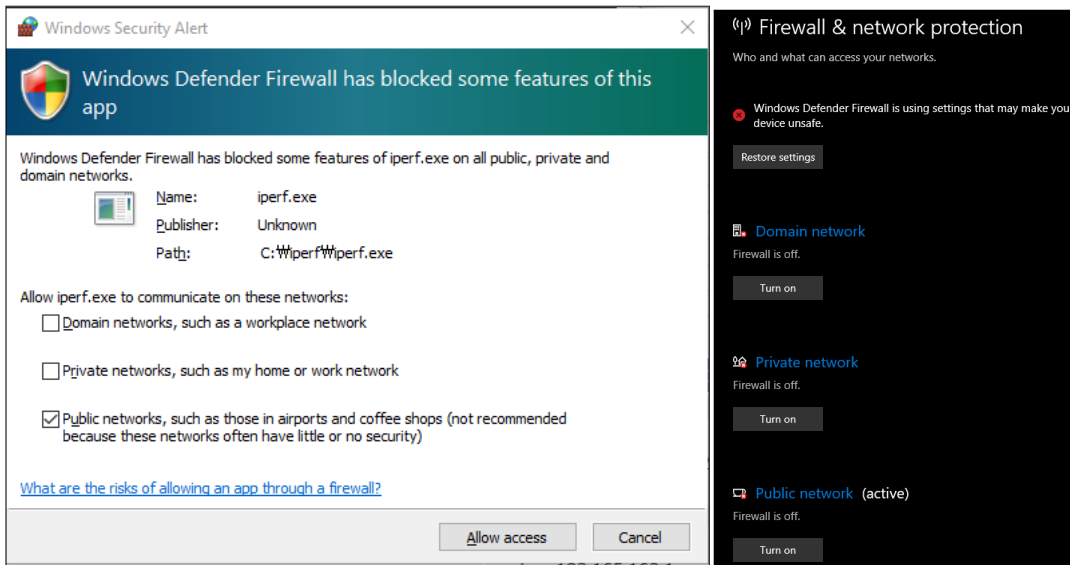 Windows Security Alert
Windows Defender Firewall has blocked some features of this
app
Windows Defender Firewall has blocked some features of iperf.exe on all public, private and
domain networks.
Name: iperf.exe
Publisher: Unknown
Path: C:₩iperf₩iperf.exe
Allow iperf.exe to communicate on these networks:
Domain networks, such as a workplace network
Private networks, such as my home or work network
Public networks, such as those in airports and coffee shops (not recommended
because these networks often have little or no security)
What are the risks of allowing an app through a firewall?
Allow access Cancel
Firewall & network protection
Who and what can access your networks.
Windows Defender Firewall is using settings that may make you
device unsafe.
Restore settings
Domain network
Firewall is off.
Turn on
Private network
Firewall is off.
Turn on
Public network (active)
Firewall is off.
Turn on